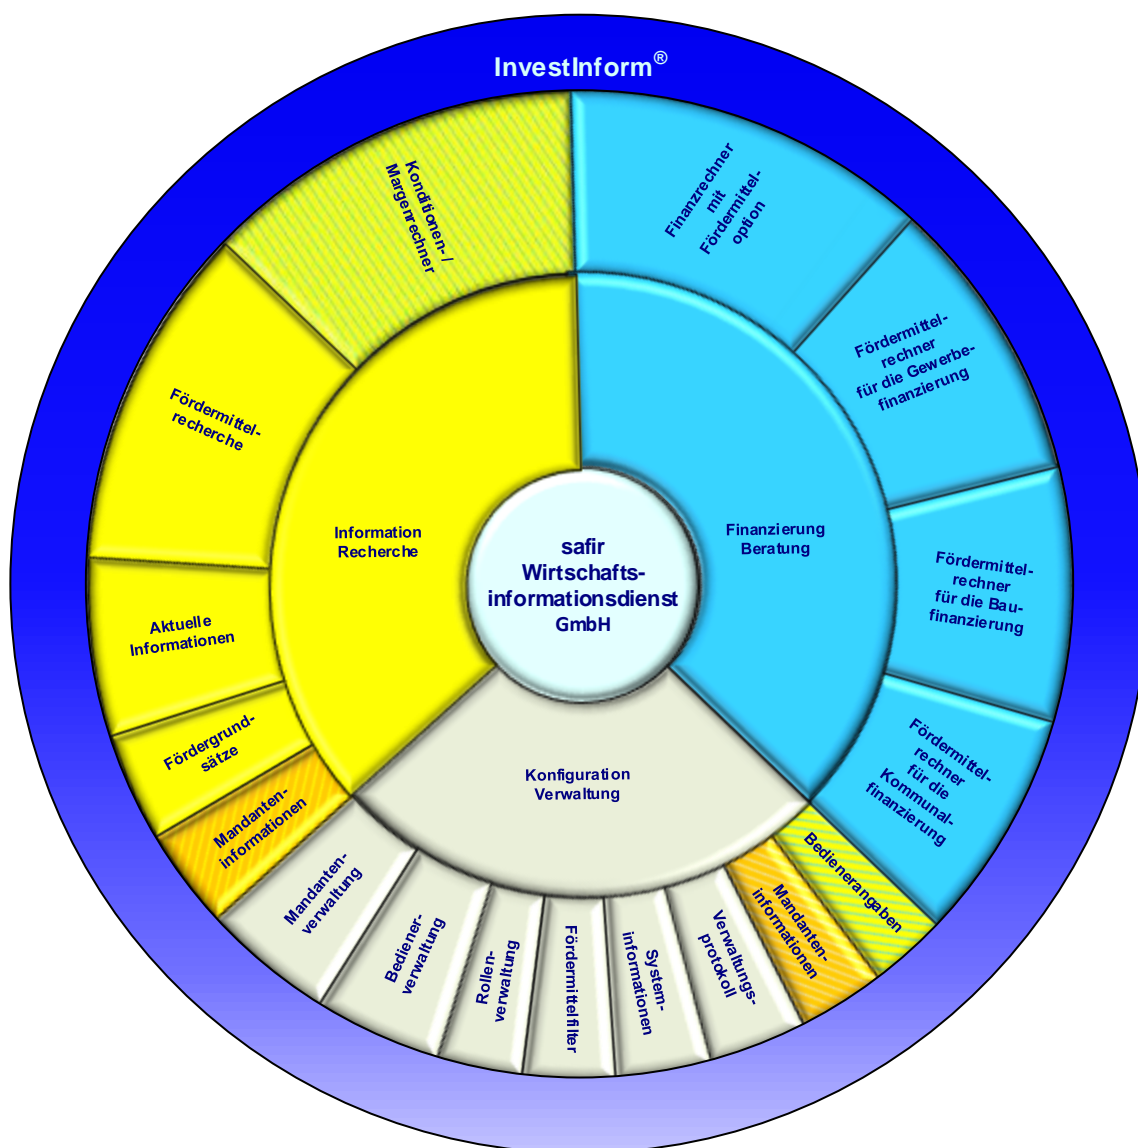 InvestInform®
Konditionen- /
Margenrechner
Finanzrechner
mit
Fördermittel-
option
Fördermittel-
rechner
für die Gewerbe-
finanzierung
Fördermittel-
rechner
für die Bau-
finanzierung
Fördermittel-
rechner
für die
Kommunal-
finanzierung
Fördermittel-
recherche
Aktuelle
Informationen
Fördergrund-
sätze
Mandanten-
informationen
Information
Recherche
safir
Wirtschafts-
informationsdienst
GmbH
Finanzierung
Beratung
Konfiguration
Verwaltung
Mandanten-
verwaltung
Bediener-
verwaltung
Rollen-
verwaltung
Fördermittelfilter
System-
informationen
Verwaltungs-
protokoll
Mandanten-
informationen
Bedienerangaben